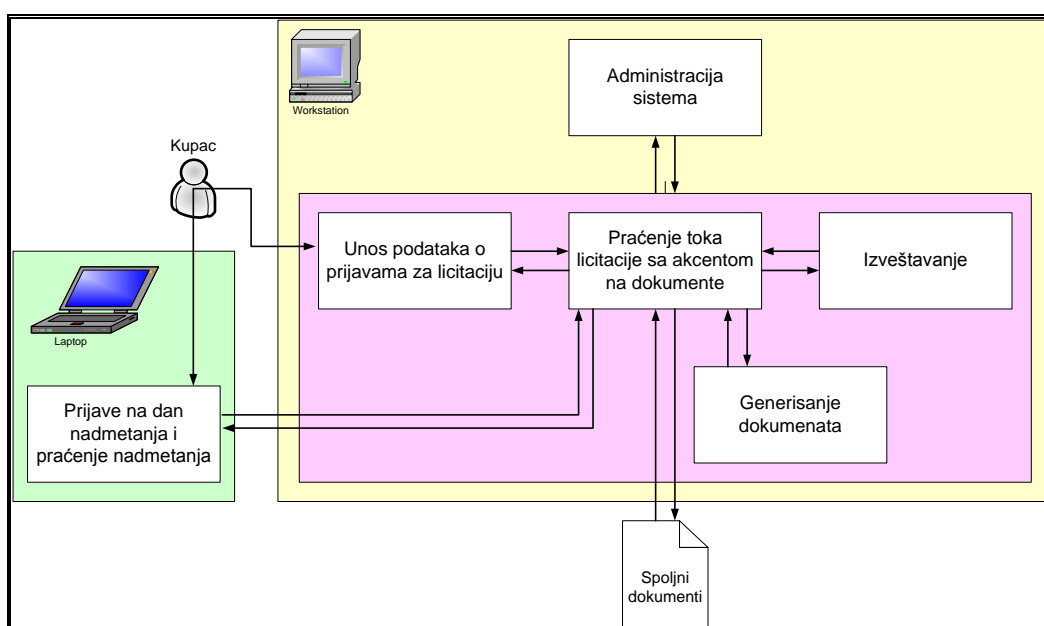 Administracija
sistema
Workstation
Kupac
Unos podataka o
prijavama za licitaciju
Praćenje toka
licitacije sa akcentom
na dokumente
Izveštavanje
Laptop
Prijave na dan
nadmetanja i
praćenje nadmetanja
Generisanje
dokumenata
Spoljni
dokumenti